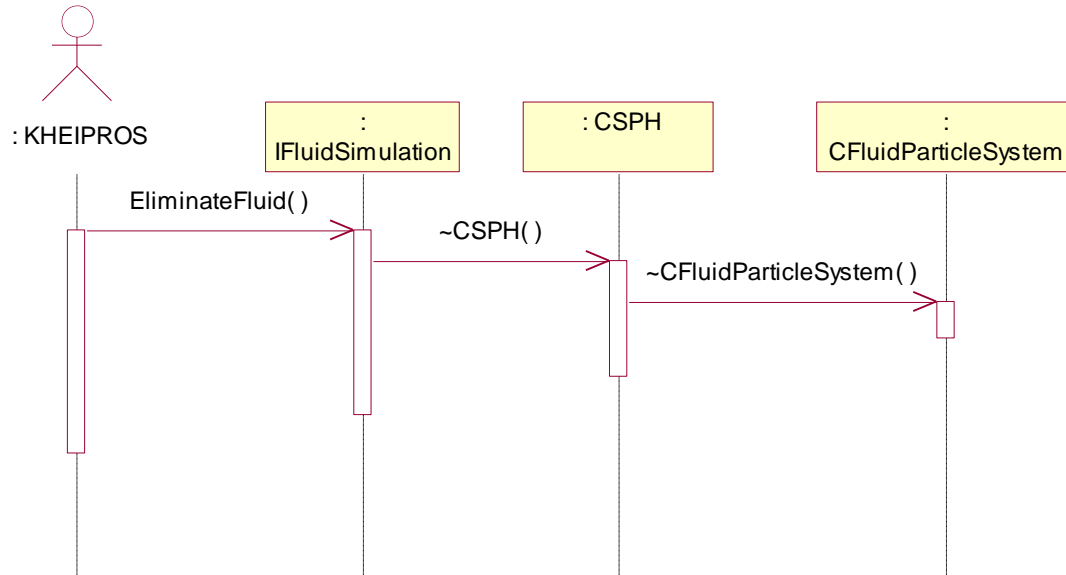 : KHEIPROS
:
IFluidSimulation
: CSPH
:
CFluidParticleSystem
EliminateFluid( )
~CSPH( )
~CFluidParticleSystem( )